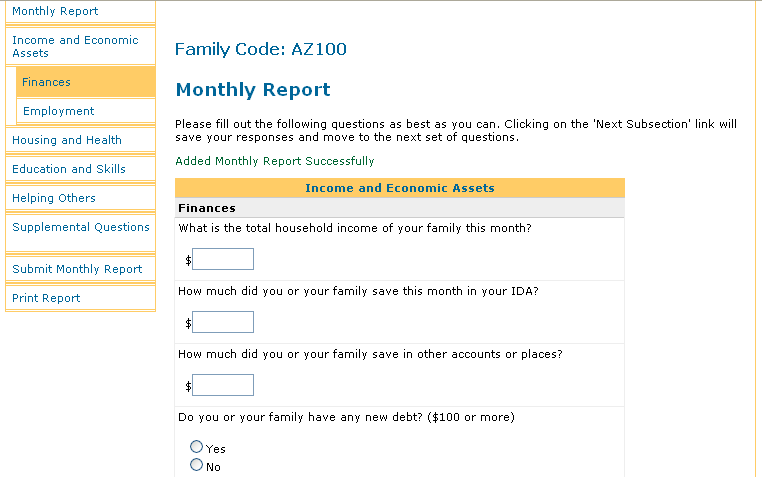 Monthly Report
Income and Economic
Assets
Finances
Employment
Housing and Health
Education and Skills
Helping Others
Supplemental Questions
Submit Monthly Report
Print Report
Family Code: AZ100
Monthly Report
Please fill out the following questions as best as you can. Clicking on the 'Next Subsection' link will
save your responses and move to the next set of questions.
Added Monthly Report Successfully
Income and Economic Assets
Finances
What is the total household income of your family this month?
$
How much did you or your family save this month in your IDA?
$
How much did you or your family save in other accounts or places?
$
Do you or your family have any new debt? ($100 or more)
Yes
No